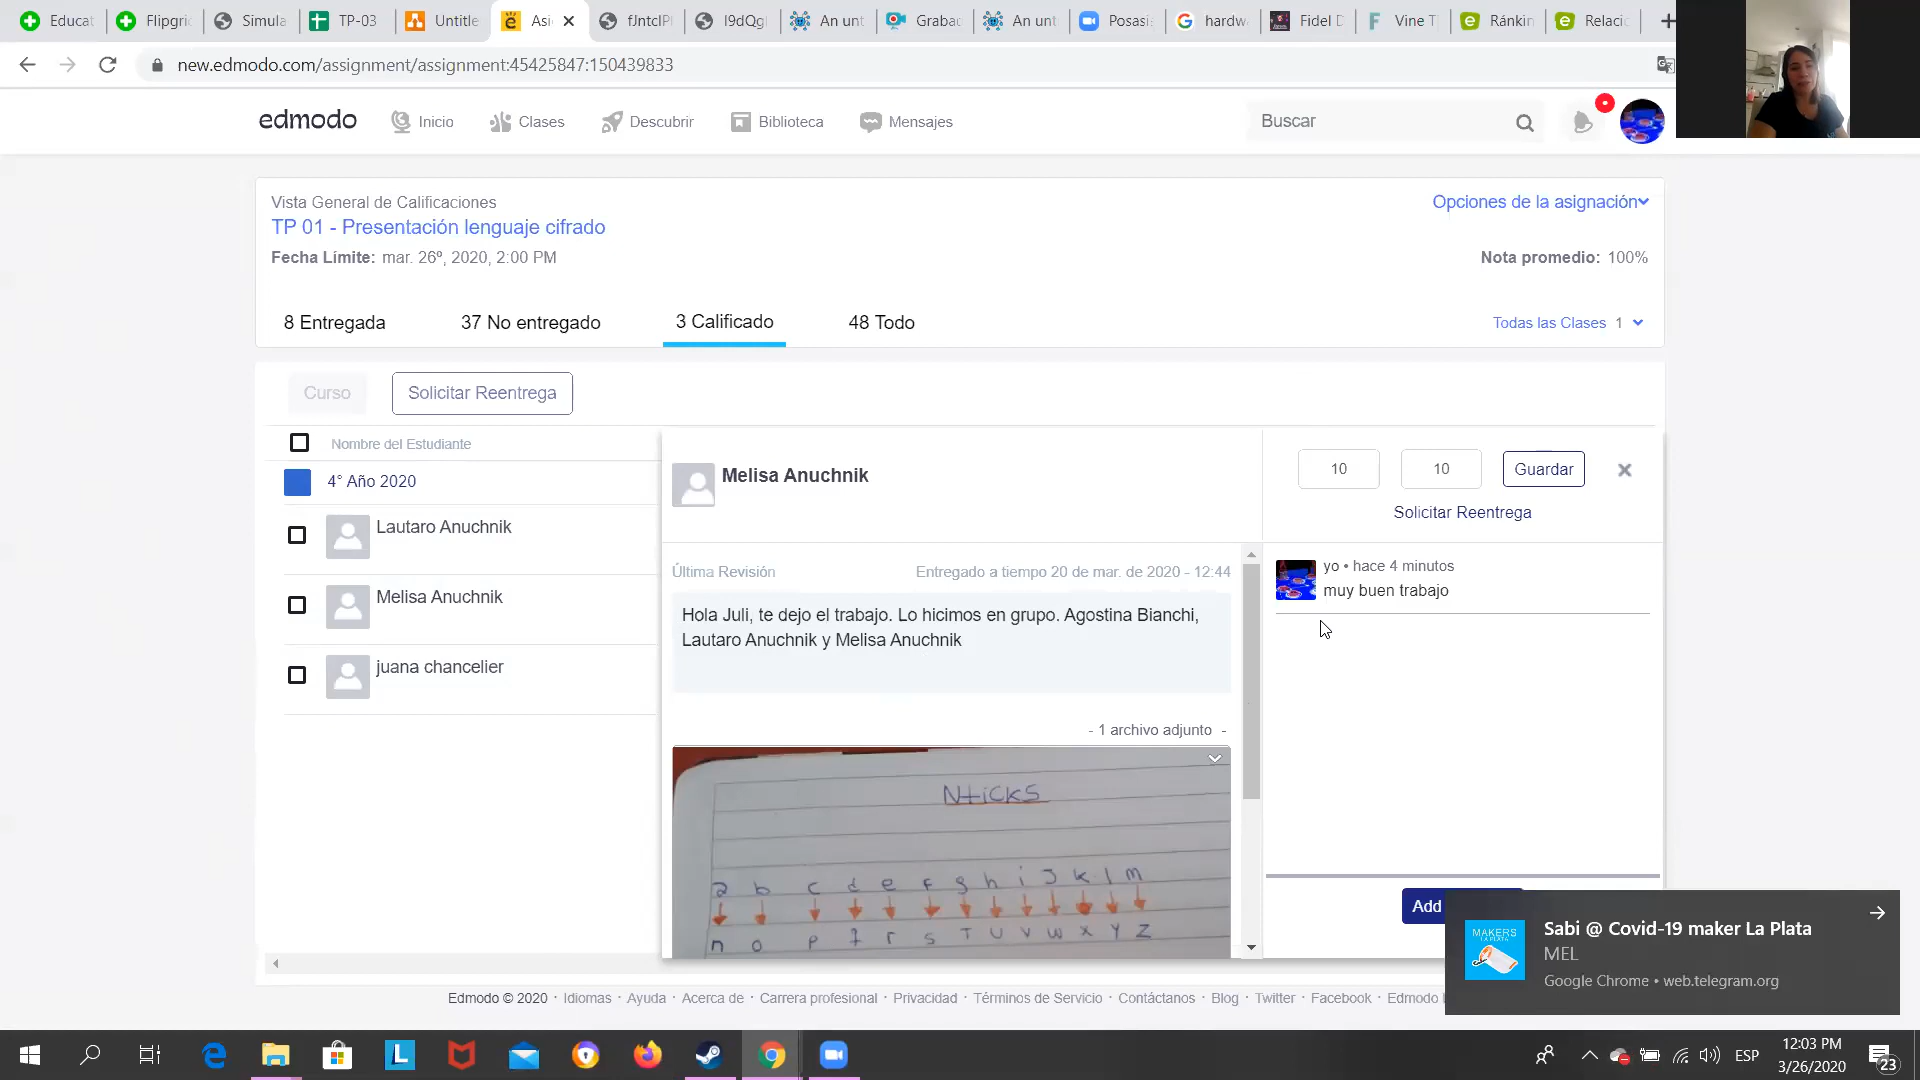 Educat
Flipgri
Simula
TP-03
Untitle
Asi
fJntclP
I9dQgl
An unt
Graba
An unt
Posasi
hardw
Fidel D
Vine T
Ránkin
Relaci
new.edmodo.com/assignment/assignment:45425847:150439833
edmodo
Inicio
Clases
Descubrir
Biblioteca
Mensajes
Buscar
Vista General de Calificaciones
Opciones de la asignación
TP 01 - Presentación lenguaje cifrado
Fecha Límite: mar. 26º, 2020, 2:00 PM
Nota promedio: 100%
8 Entregada
37 No entregado
3 Calificado
48 Todo
Todas las Clases 1
Curso
Solicitar Reentrega
Nombre del Estudiante
4° Año 2020
Lautaro Anuchnik
Melisa Anuchnik
juana chancelier
Melisa Anuchnik
10
10
Guardar
Solicitar Reentrega
Última Revisión
Entregado a tiempo 20 de mar. de 2020 - 12:44
Hola Juli, te dejo el trabajo. Lo hicimos en grupo. Agostina Bianchi,
Lautaro Anuchnik y Melisa Anuchnik
- 1 archivo adjunto -
Nticks
a b c d e f g h i j k l m
n o p q r s t u v w x y z
yo • hace 4 minutos
muy buen trabajo
Add
MAKERS
LA PLATA
Sabi @ Covid-19 maker La Plata
MEL
Google Chrome • web.telegram.org
Edmodo © 2020 · Idiomas · Ayuda · Acerca de · Carrera profesional · Privacidad · Términos de Servicio · Contáctanos · Blog · Twitter · Facebook · Edmodo
ESP
12:03 PM
3/26/2020
23